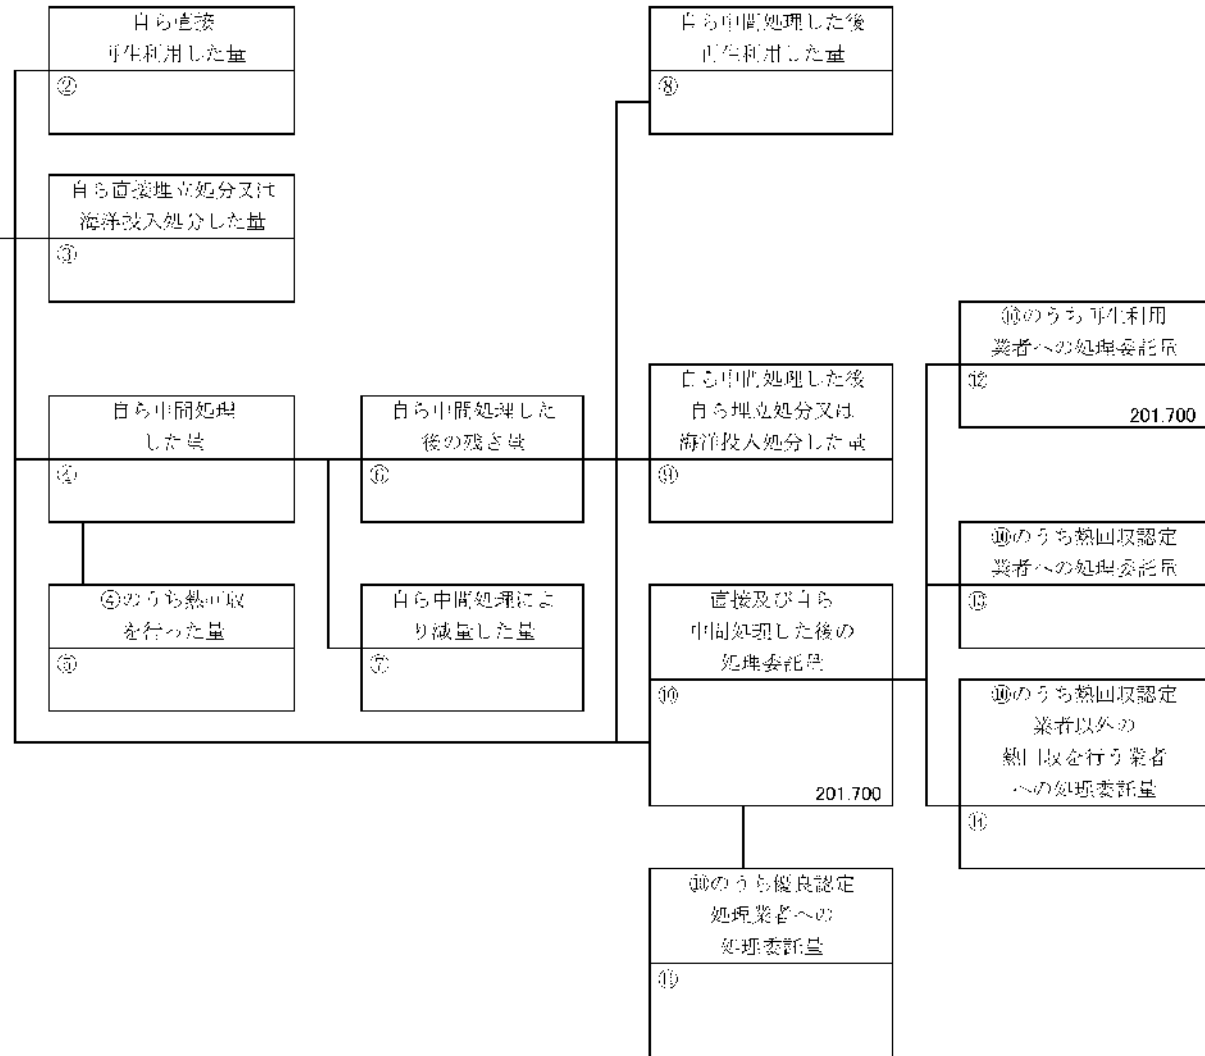 自ら直接
再生利用した量
②
自ら直接埋立処分又は
海洋投入処分した量
③
自ら中間処理
した量
④
④のうち熱回収
を行った量
⑤
自ら中間処理した
後の残さ量
⑥
自ら中間処理によ
り減量した量
⑦
自ら中間処理した後
再生利用した量
⑧
自ら中間処理した後
自ら埋立処分又は
海洋投入処分した量
⑨
直接及び自ら
中間処理した後の
処理委託量
⑩
201.700
⑩のうち優良認定
処理業者への
処理委託量
⑪
⑩のうち再生利用
業者への処理委託量
⑫
201.700
⑩のうち熱回収認定
業者への処理委託量
⑬
⑩のうち熱回収認定
業者以外の
熱回収を行う業者
への処理委託量
⑭